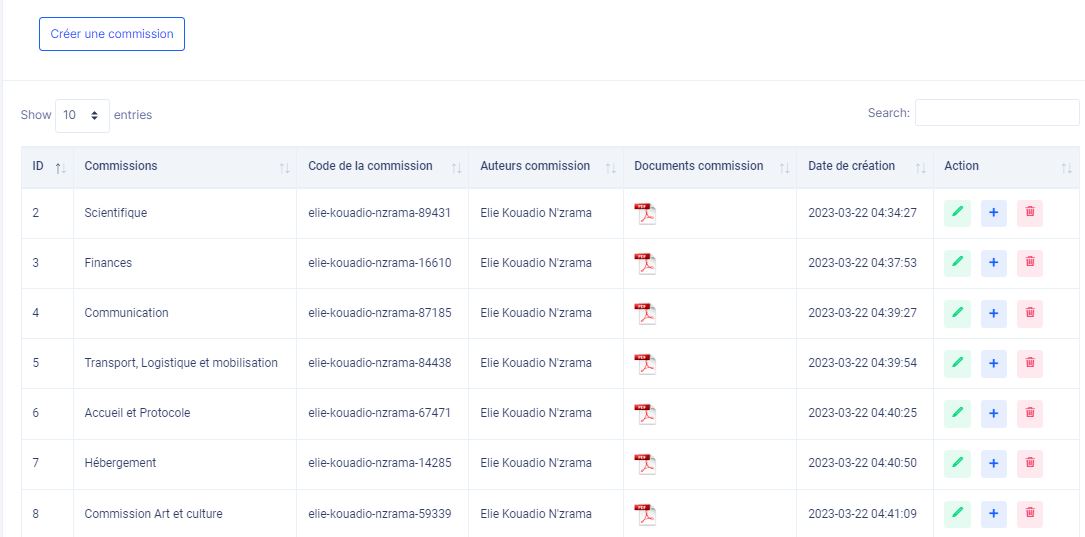 Créer une commission
Show 10 entries Search:
ID Commissions Code de la commission Auteurs commission Documents commission Date de création Action
2 Scientifique elie-kouadio-nzrama-89431 Elie Kouadio N'zrama PDF 2023-03-22 04:34:27
3 Finances elie-kouadio-nzrama-16610 Elie Kouadio N'zrama PDF 2023-03-22 04:37:53
4 Communication elie-kouadio-nzrama-87185 Elie Kouadio N'zrama PDF 2023-03-22 04:39:27
5 Transport, Logistique et mobilisation elie-kouadio-nzrama-84438 Elie Kouadio N'zrama PDF 2023-03-22 04:39:54
6 Accueil et Protocole elie-kouadio-nzrama-67471 Elie Kouadio N'zrama PDF 2023-03-22 04:40:25
7 Hébergement elie-kouadio-nzrama-14285 Elie Kouadio N'zrama PDF 2023-03-22 04:40:50
8 Commission Art et culture elie-kouadio-nzrama-59339 Elie Kouadio N'zrama PDF 2023-03-22 04:41:09